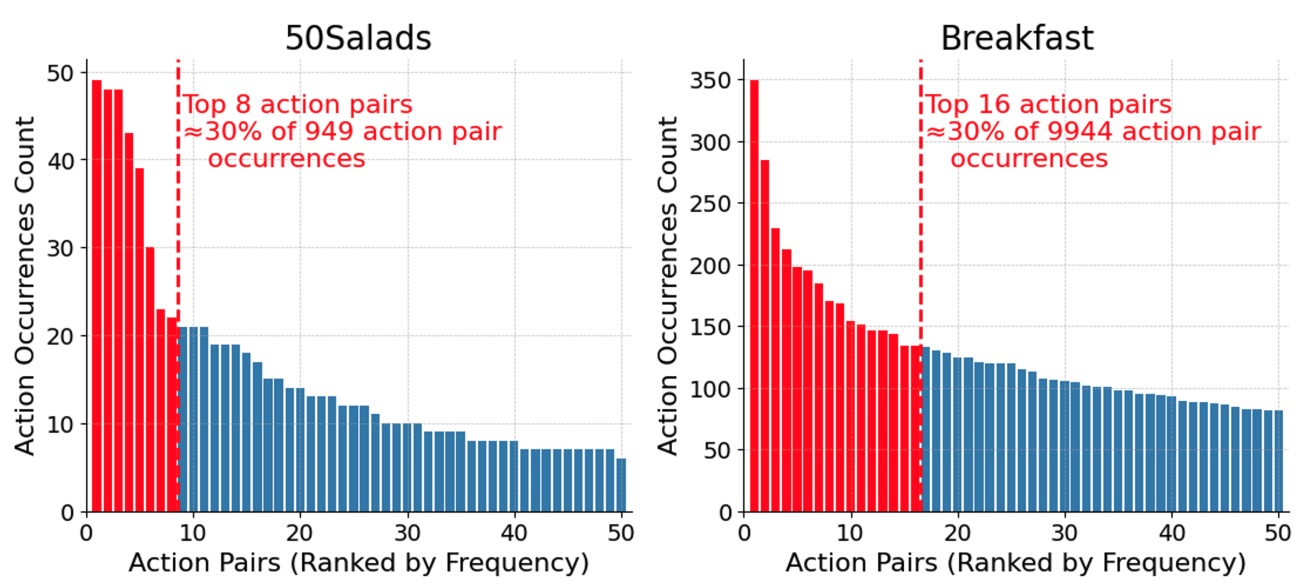 50Salads
Top 8 action pairs
≈30% of 949 action pair
occurrences
Action Occurrences Count
50
40
30
20
10
0
0 10 20 30 40 50
Action Pairs (Ranked by Frequency)
Breakfast
Top 16 action pairs
≈30% of 9944 action pair
occurrences
Action Occurrences Count
350
300
250
200
150
100
50
0
0 10 20 30 40 50
Action Pairs (Ranked by Frequency)